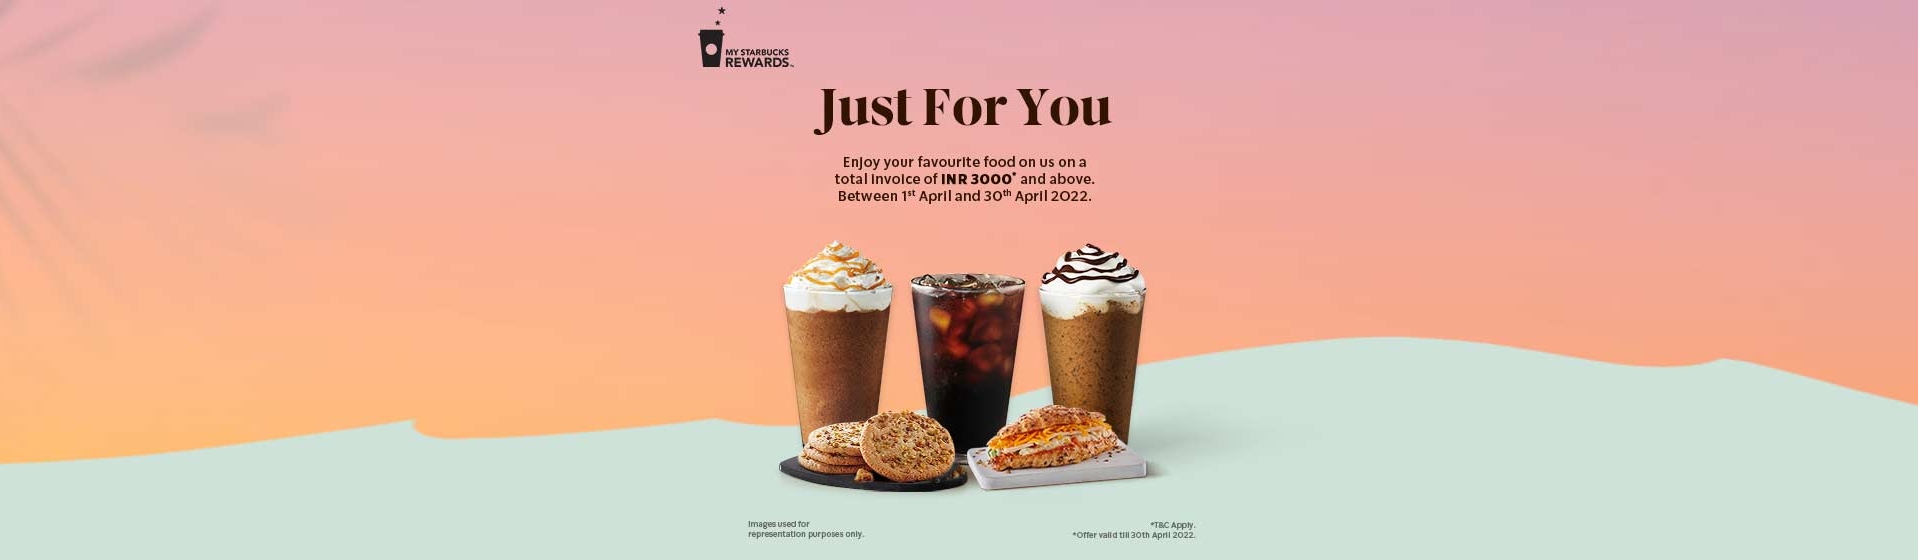 MY STARBUCKS
REWARDS™
Just For You
Enjoy your favourite food on us on a
total invoice of INR 3000* and above.
Between 1st April and 30th April 2022.
Images used for
representation purposes only.
*T&C Apply.
*Offer valid till 30th April 2022.